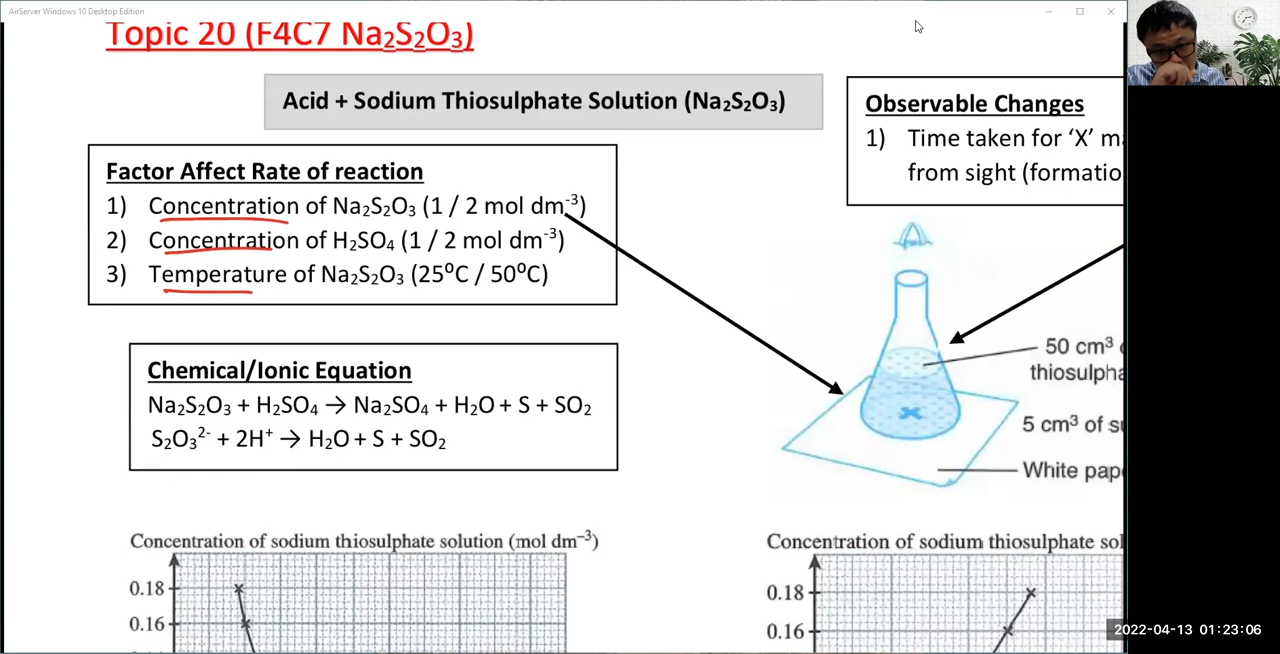 AirServer Windows 10 Desktop Edition
Topic 20 (F4C7 Na₂S₂O₃)
Acid + Sodium Thiosulphate Solution (Na₂S₂O₃)
Observable Changes
1) Time taken for ‘X’
from sight
Factor Affect Rate of reaction
1) Concentration of Na₂S₂O₃ (1 / 2 mol dm⁻³)
2) Concentration of H₂SO₄ (1 / 2 mol dm⁻³)
3) Temperature of Na₂S₂O₃ (25⁰C / 50⁰C)
50 cm³
5 cm³ of
White
Chemical/Ionic Equation
Na₂S₂O₃ + H₂SO₄ → Na₂SO₄ + H₂O + S + SO₂
S₂O₃²⁻ + 2H⁺ → H₂O + S + SO₂
Concentration of sodium thiosulphate solution (mol dm⁻³)
0.18
0.16
Concentration of sodium thiosulphate
0.18
0.16
2022-04-13 01:23:06